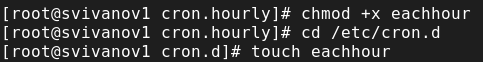 [root@svivanov1 cron.hourly]# chmod +x eachhour
[root@svivanov1 cron.hourly]# cd /etc/cron.d
[root@svivanov1 cron.d]# touch eachhour